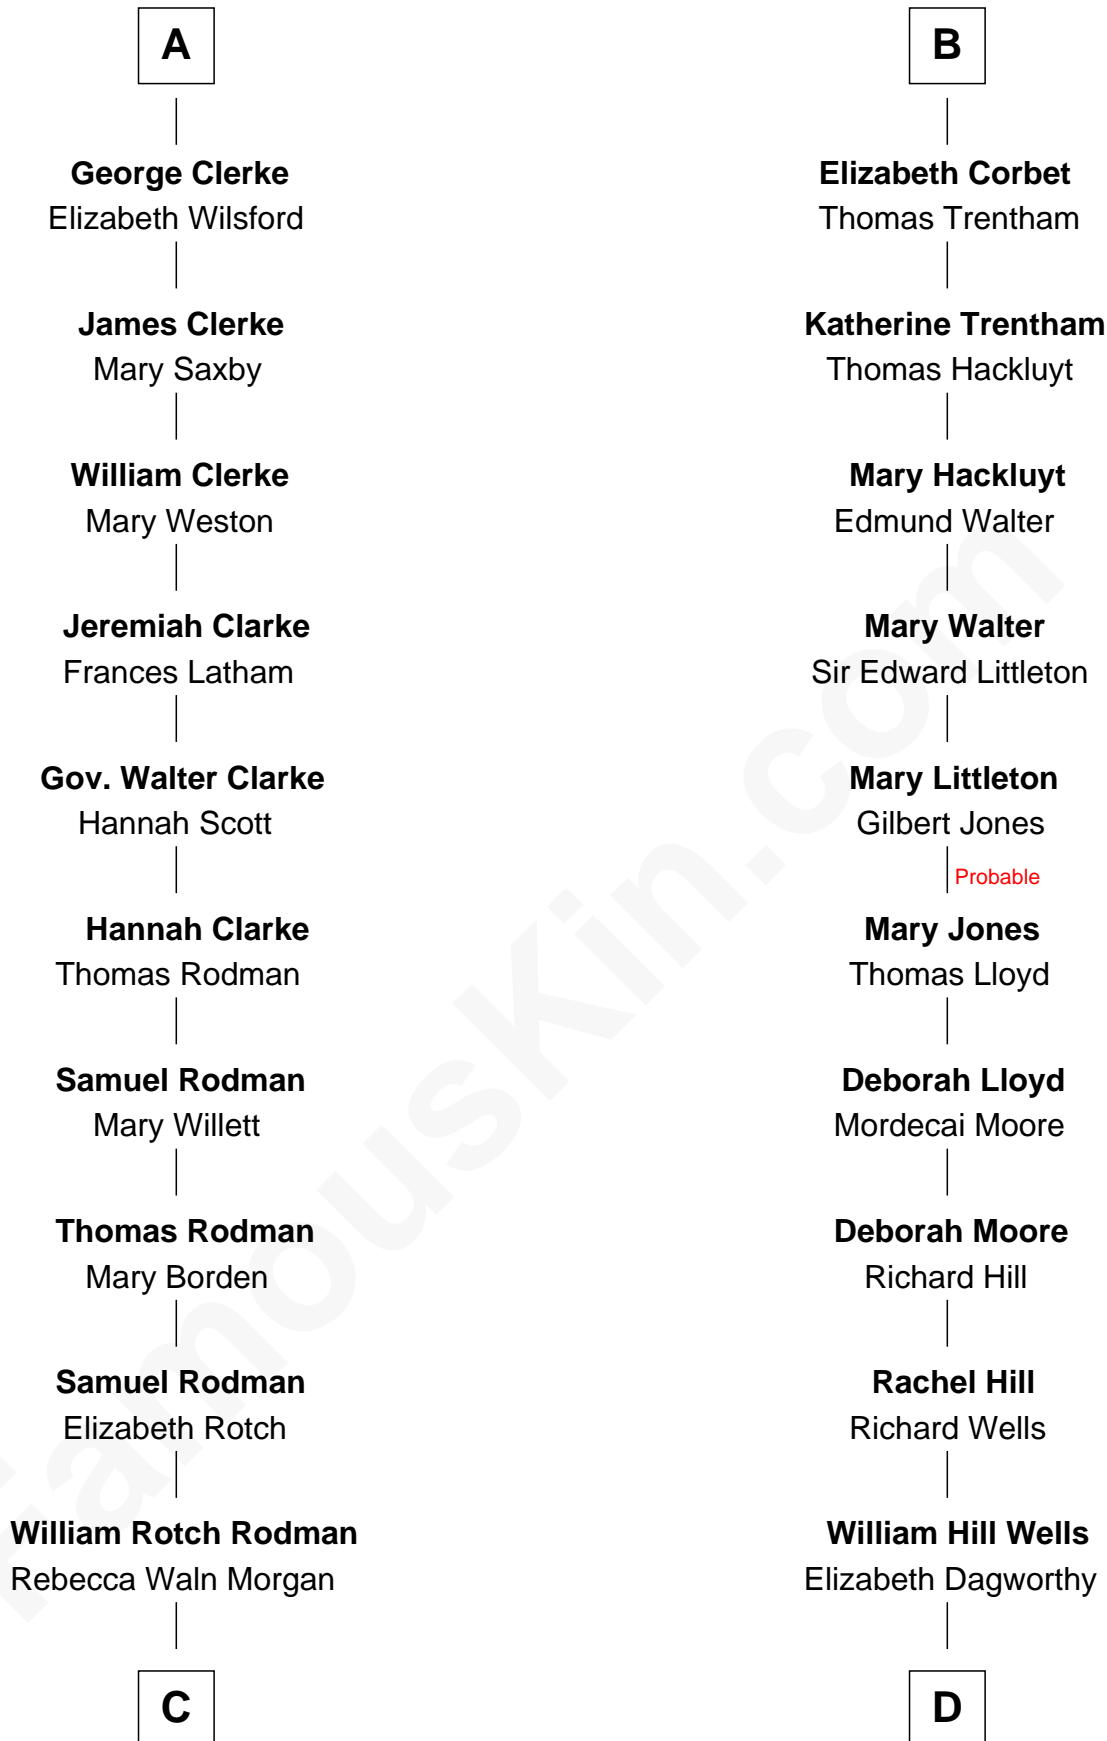 A
George Clerke
Elizabeth Wilsford
James Clerke
Mary Saxby
William Clerke
Mary Weston
Jeremiah Clarke
Frances Latham
Gov. Walter Clarke
Hannah Scott
Hannah Clarke
Thomas Rodman
Samuel Rodman
Mary Willett
Thomas Rodman
Mary Borden
Samuel Rodman
Elizabeth Rotch
William Rotch Rodman
Rebecca Waln Morgan
C
B
Elizabeth Corbet
Thomas Trentham
Katherine Trentham
Thomas Hackluyt
Mary Hackluyt
Edmund Walter
Mary Walter
Sir Edward Littleton
Mary Littleton
Gilbert Jones
Probable
Mary Jones
Thomas Lloyd
Deborah Lloyd
Mordecai Moore
Deborah Moore
Richard Hill
Rachel Hill
Richard Wells
William Hill Wells
Elizabeth Dagworthy
D
FamousKin.com